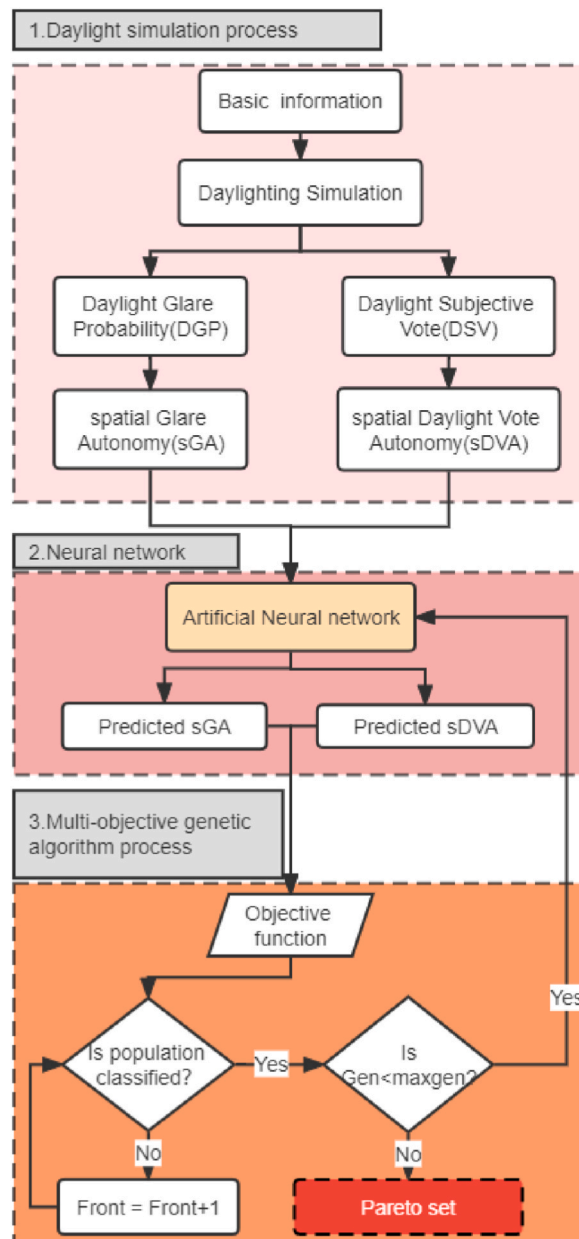 1.Daylight simulation process
Basic information
Daylighting Simulation
Daylight Glare
Probability(DGP)
Daylight Subjective
Vote(DSV)
spatial Glare
Autonomy(sGA)
spatial Daylight Vote
Autonomy(sDVA)
2.Neural network
Artificial Neural network
Predicted sGA
Predicted sDVA
3.Multi-objective genetic
algorithm process
Objective
function
Is population
classified?
Yes
Is
Gen<maxgen?
Yes
No
No
Front = Front+1
Pareto set